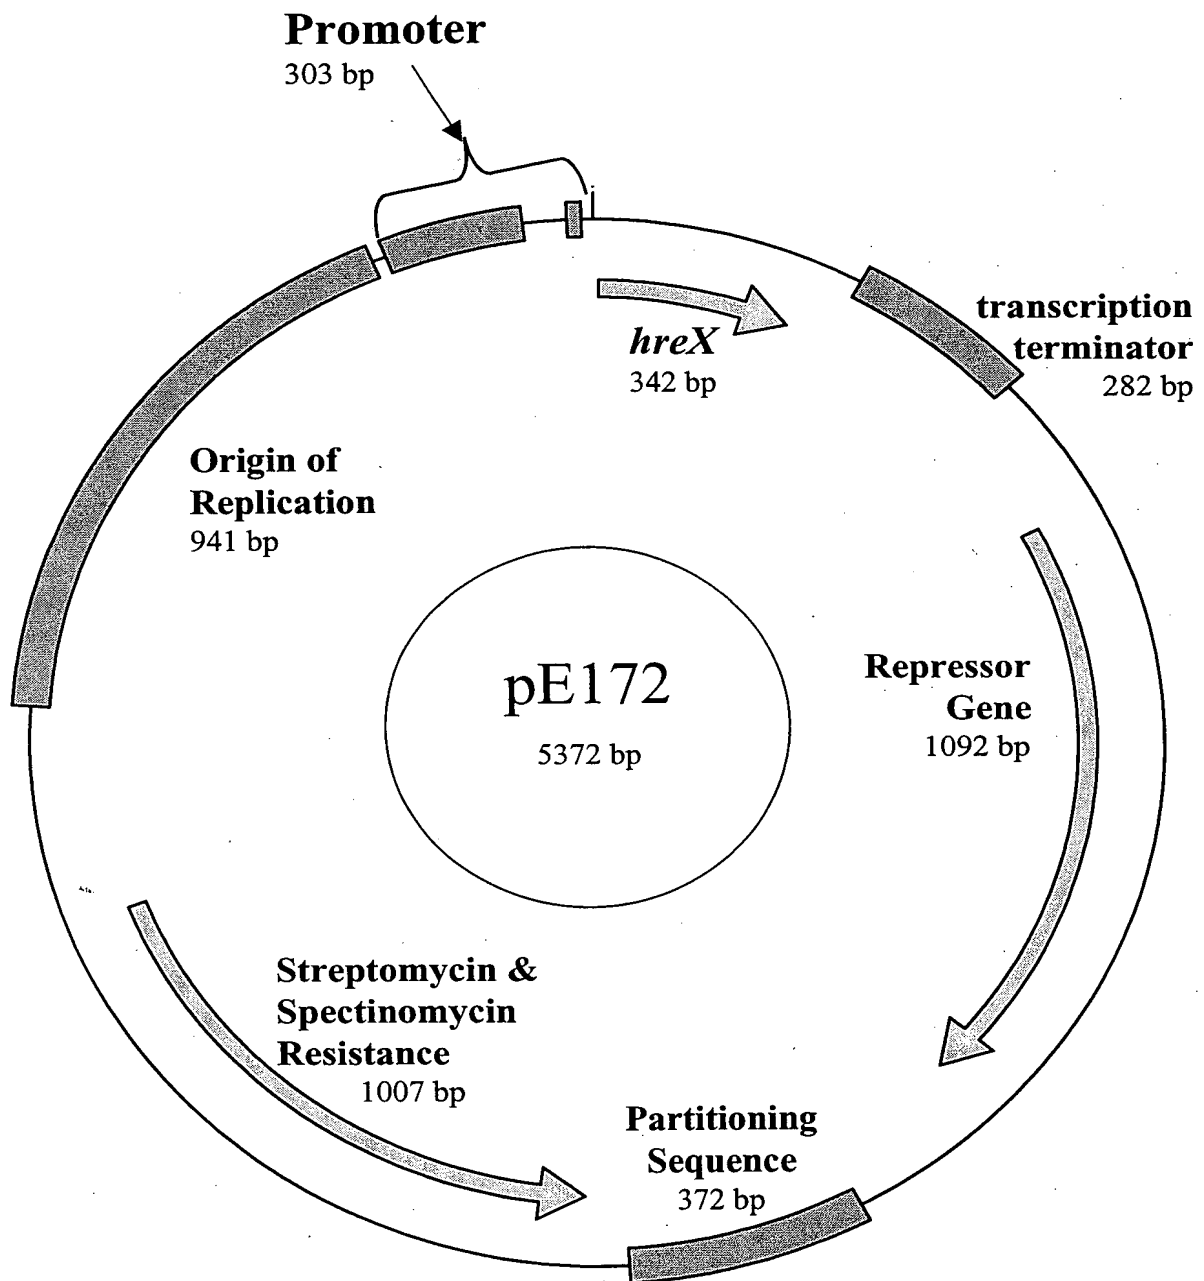 Promoter
303 bp
hreX
342 bp
transcription
terminator
282 bp
Origin of
Replication
941 bp
pE172
5372 bp
Repressor
Gene
1092 bp
Streptomycin &
Spectinomycin
Resistance
1007 bp
Partitioning
Sequence
372 bp